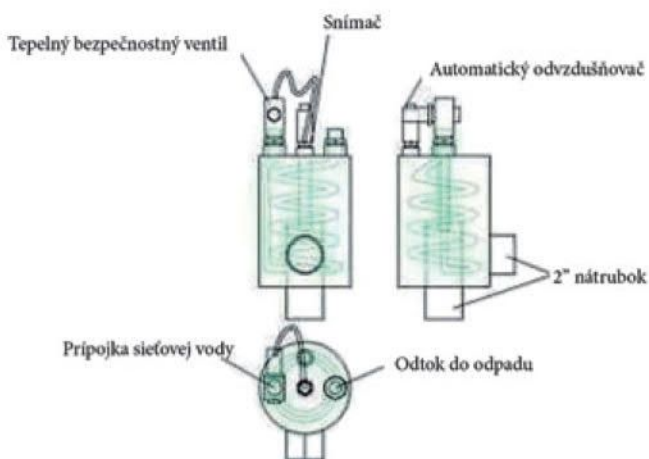 Snímač
Tepelný bezpečnostný ventil
Automatický odvzdušňovač
2" nátrubok
Prípojka sieťovej vody
Odtok do odpadu